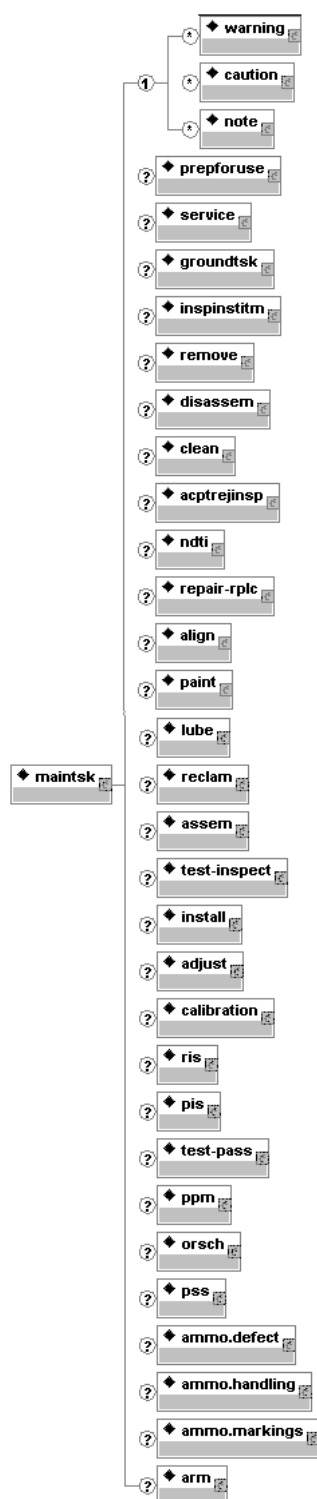 warning
1
*
caution
*
note
*
? prepforuse
? service
? groundtsk
? inspinstitm
? remove
? disassem
? clean
? acptrejinsp
? ndti
? repair-rplc
? align
? paint
? lube
maintsk
? reclam
? assem
? test-inspect
? install
? adjust
? calibration
? ris
? pis
? test-pass
? ppm
? orsch
? pss
? ammo.defect
? ammo.handling
? ammo.markings
? arm